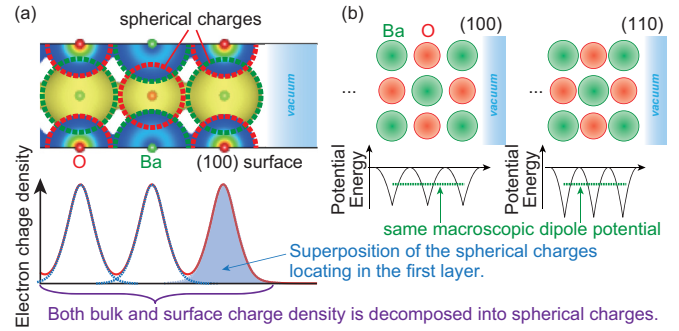 (a)
spherical charges
vacuum
O
Ba
(100) surface
Electron chage density
Superposition of the spherical charges
locating in the first layer.
Both bulk and surface charge density is decomposed into spherical charges.
(b)
Ba
O
(100)
...
vacuum
(110)
...
vacuum
Potential
Energy
Potential
Energy
same macroscopic dipole potential